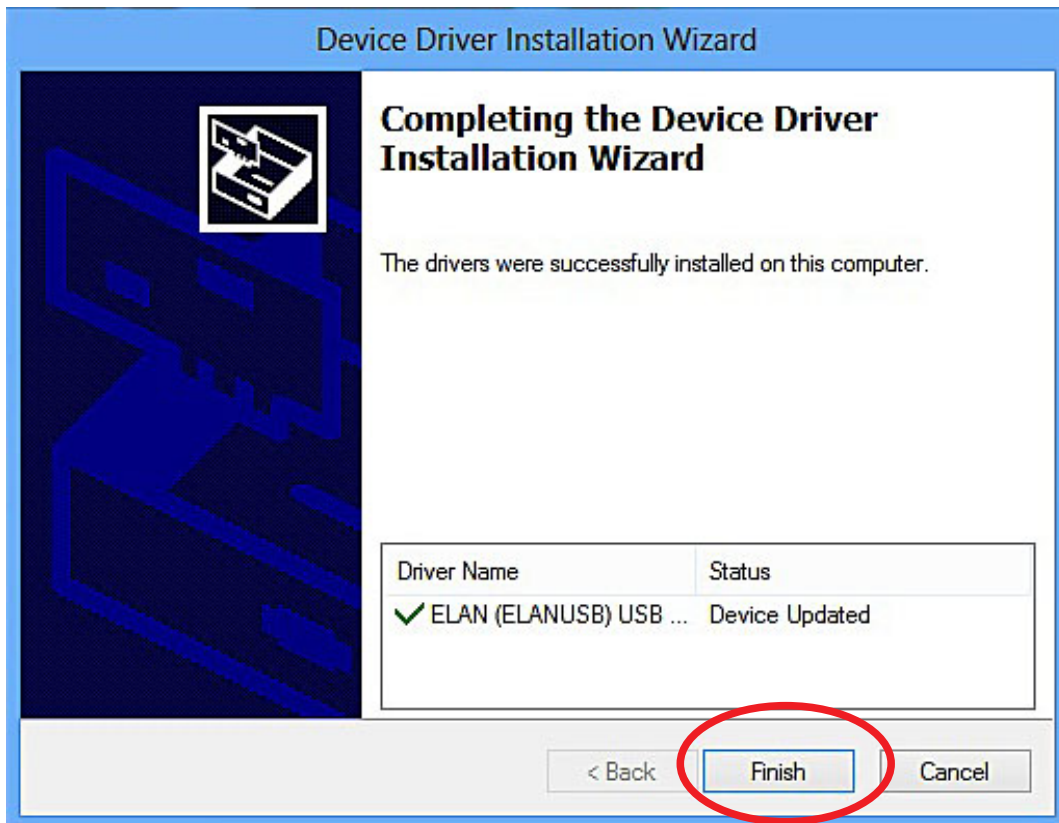 Device Driver Installation Wizard
Completing the Device Driver
Installation Wizard
The drivers were successfully installed on this computer.
Driver Name Status
ELAN (ELANUSB) USB ... Device Updated
< Back Finish Cancel